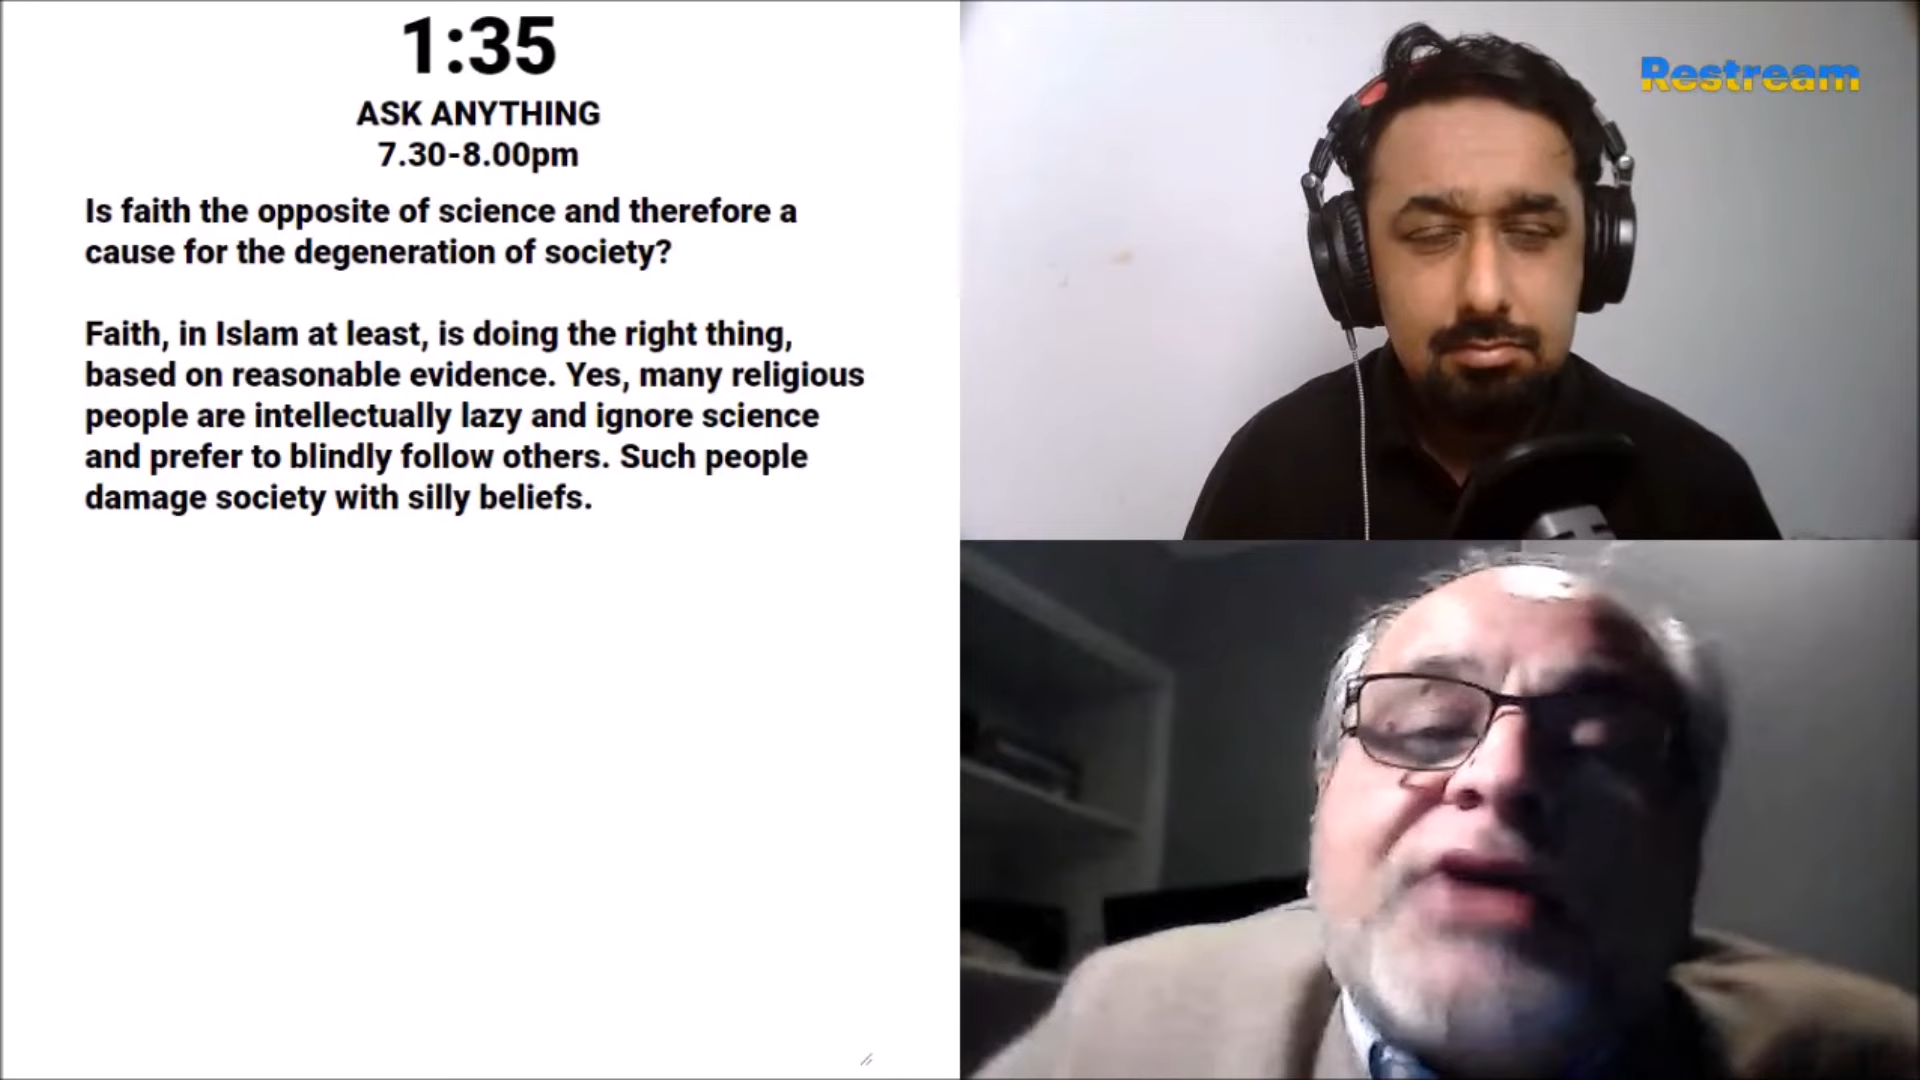 1:35
ASK ANYTHING
7.30-8.00pm
Is faith the opposite of science and therefore a
cause for the degeneration of society?
Faith, in Islam at least, is doing the right thing,
based on reasonable evidence. Yes, many religious
people are intellectually lazy and ignore science
and prefer to blindly follow others. Such people
damage society with silly beliefs.
Restream